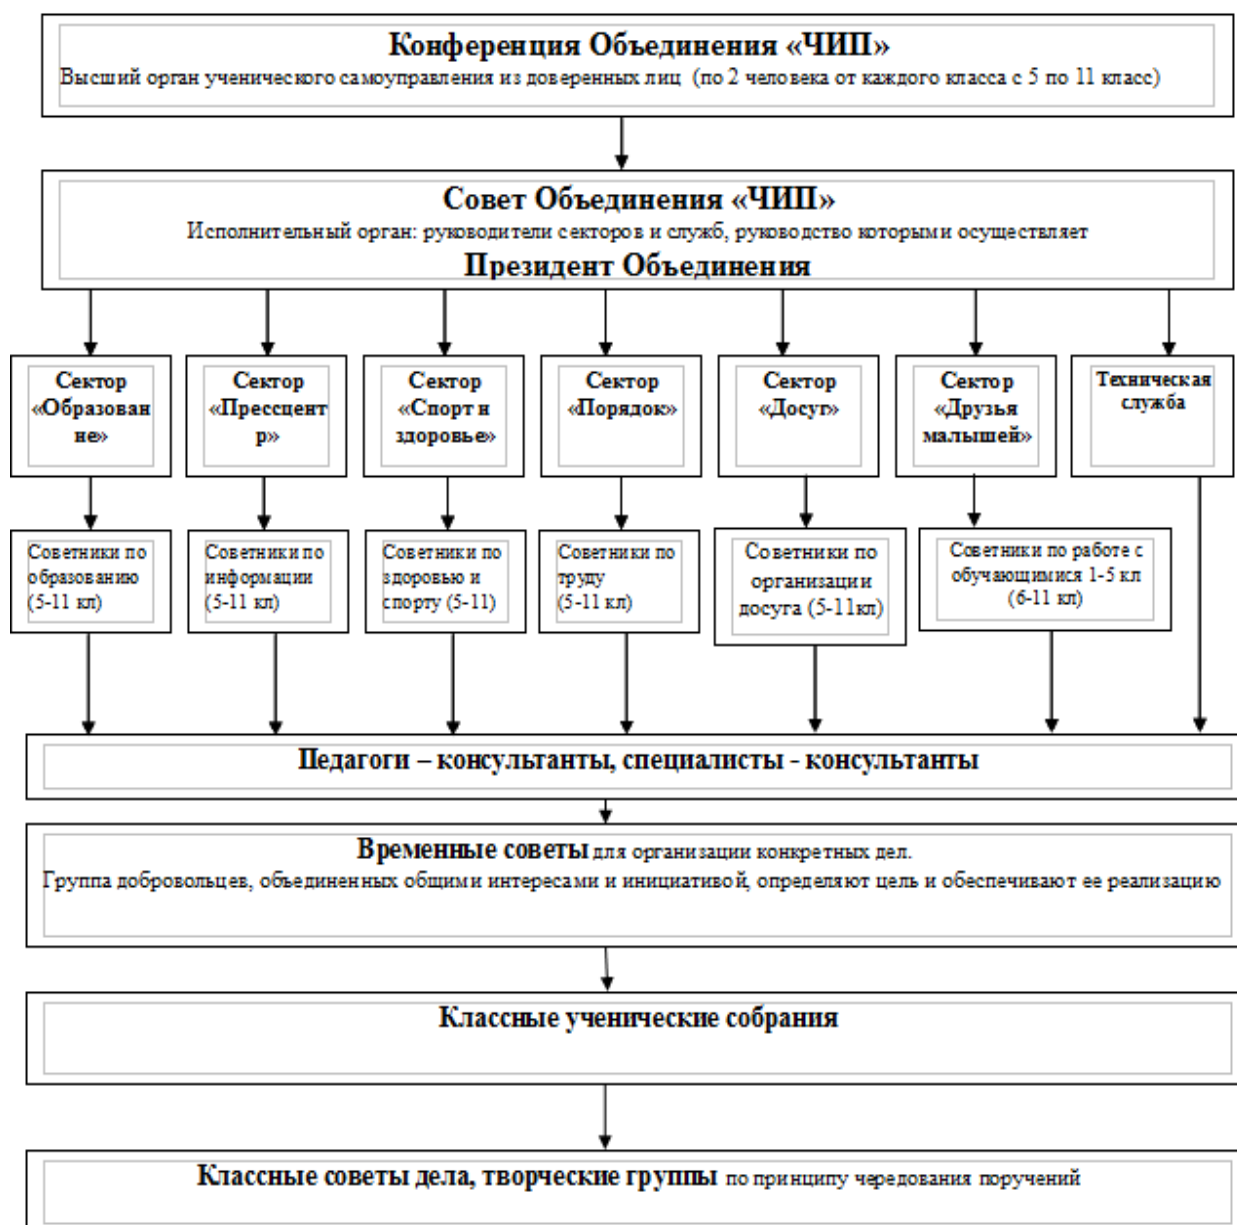 Конференция Объединения «ЧИП»
Высший орган ученического самоуправления из доверенных лиц (по 2 человека от каждого класса с 5 по 11 класс)
Совет Объединения «ЧИП»
Исполнительный орган: руководители секторов и служб, руководство которыми осуществляет
Президент Объединения
Сектор
«Образован
ие»
Сектор
«Прессцент
р»
Сектор
«Спорт и
здоровье»
Сектор
«Порядок»
Сектор
«Досуг»
Сектор
«Друзья
малышей»
Техническая
служба
Советники по
образованию
(5-11 кл)
Советники по
информации
(5-11 кл)
Советники по
здоровью и
спорту (5-11)
Советники по
труду
(5-11 кл)
Советники по
организации
досуга (5-11кл)
Советники по работе с
обучающимися 1-5 кл
(6-11 кл)
Педагоги – консультанты, специалисты - консультанты
Временные советы для организации конкретных дел.
Группа добровольцев, объединенных общими интересами и инициативой, определяют цель и обеспечивают ее реализацию
Классные ученические собрания
Классные советы дела, творческие группы по принципу чередования поручений